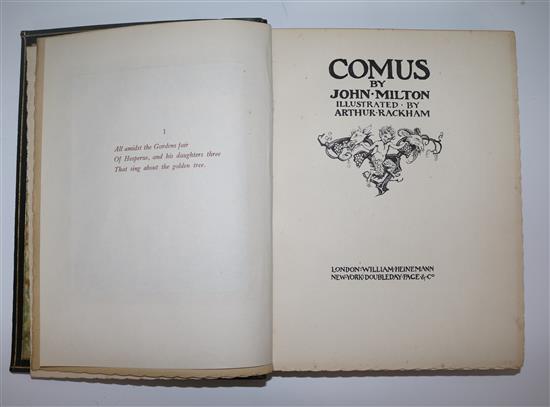 1
All amidst the Gardens fair
Of Hesperus, and his daughters three
That sing about the golden tree.
COMUS
BY
JOHN·MILTON
ILLUSTRATED·BY
ARTHUR·RACKHAM
LONDON:WILLIAM·HEINEMANN
NEW·YORK:DOUBLEDAY·PAGE·&·Cº